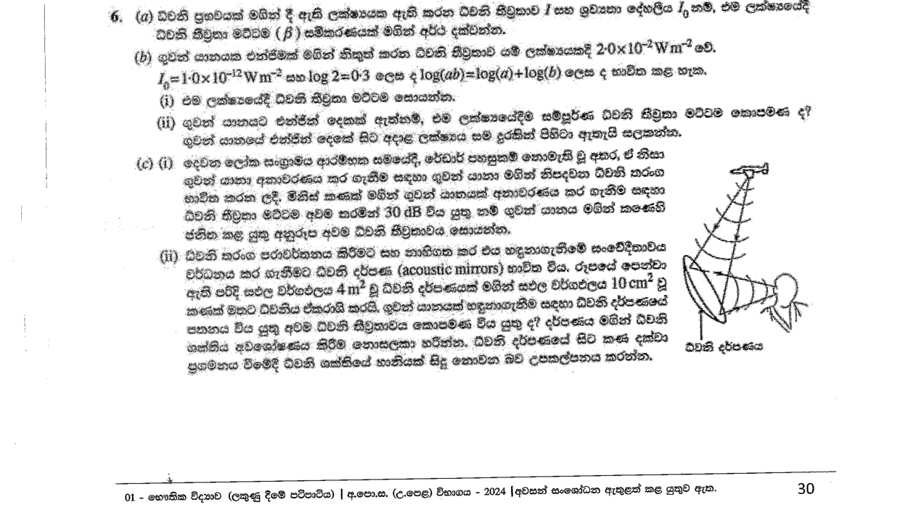 6. (a) ධ්වනි ප්‍රභවයක් මගින් දී ඇති ලක්ෂ්‍යයක ඇති කරන ධ්වනි තීව්‍රතාව I සහ ශ්‍රව්‍යතා දේහලිය I₀ නම්, එම ලක්ෂ්‍යයේදී
ධ්වනි තීව්‍රතා මට්ටම (β) සමීකරණයක් මගින් අර්ථ දක්වන්න.
(b) ගුවන් යානයක එන්ජිමක් මගින් නිකුත් කරන ධ්වනි තීව්‍රතාව යම් ලක්ෂ්‍යයකදී 2·0×10⁻² W m⁻² වේ.
I₀=1·0×10⁻¹² W m⁻² සහ log 2=0·3 ලෙස ද log(ab)=log(a)+log(b) ලෙස ද භාවිත කළ හැක.
(i) එම ලක්ෂ්‍යයේදී ධ්වනි තීව්‍රතා මට්ටම සොයන්න.
(ii) ගුවන් යානයට එන්ජින් දෙකක් ඇත්නම්, එම ලක්ෂ්‍යයේදීම සම්පූර්ණ ධ්වනි තීව්‍රතා මට්ටම කොපමණ ද?
ගුවන් යානයේ එන්ජින් දෙකේ සිට අදාළ ලක්ෂ්‍යය සම දුරකින් පිහිටා ඇතැයි සලකන්න.
(c) (i) දෙවන ලෝක සංග්‍රාමය ආරම්භක සමයේදී, රේඩාර් පහසුකම් නොමැති වූ අතර, ඒ නිසා
ගුවන් යානා අනාවරණය කර ගැනීම සඳහා ගුවන් යානා මගින් නිපදවන ධ්වනි තරංග
භාවිත කරන ලදී. මිනිස් කණක් මගින් ගුවන් යානයක් අනාවරණය කර ගැනීම සඳහා
ධ්වනි තීව්‍රතා මට්ටම අවම තරමින් 30 dB විය යුතු නම් ගුවන් යානය මගින් කණෙහි
ජනිත කළ යුතු අනුරූප අවම ධ්වනි තීව්‍රතාවය සොයන්න.
(ii) ධ්වනි තරංග පරාවර්තනය කිරීමට සහ නාභිගත කර එය හඳුනාගැනීමේ සංවේදීතාවය
වර්ධනය කර ගැනීමට ධ්වනි දර්පණ (acoustic mirrors) භාවිත විය. රූපයේ පෙන්වා
ඇති පරිදි සඵල වර්ගඵලය 4 m² වූ ධ්වනි දර්පණයක් මගින් සඵල වර්ගඵලය 10 cm² වූ
කණක් මතට ධ්වනිය ඒකරාශී කරයි. ගුවන් යානයක් හඳුනාගැනීම සඳහා ධ්වනි දර්පණයේ
පතනය විය යුතු අවම ධ්වනි තීව්‍රතාවය කොපමණ විය යුතු ද? දර්පණය මගින් ධ්වනි
ශක්තිය අවශෝෂණය කිරීම නොසලකා හරින්න. ධ්වනි දර්පණයේ සිට කණ දක්වා
ප්‍රගමනය වීමේදී ධ්වනි ශක්තියේ හානියක් සිදු නොවන බව උපකල්පනය කරන්න.
ධ්වනි දර්පණය
01 - භෞතික විද්‍යාව (ලකුණු දීමේ පටිපාටිය) | අ.පො.ස. (උ.පෙළ) විභාගය - 2024 | අවසන් සංශෝධන ඇතුළත් කළ යුතුව ඇත. 30